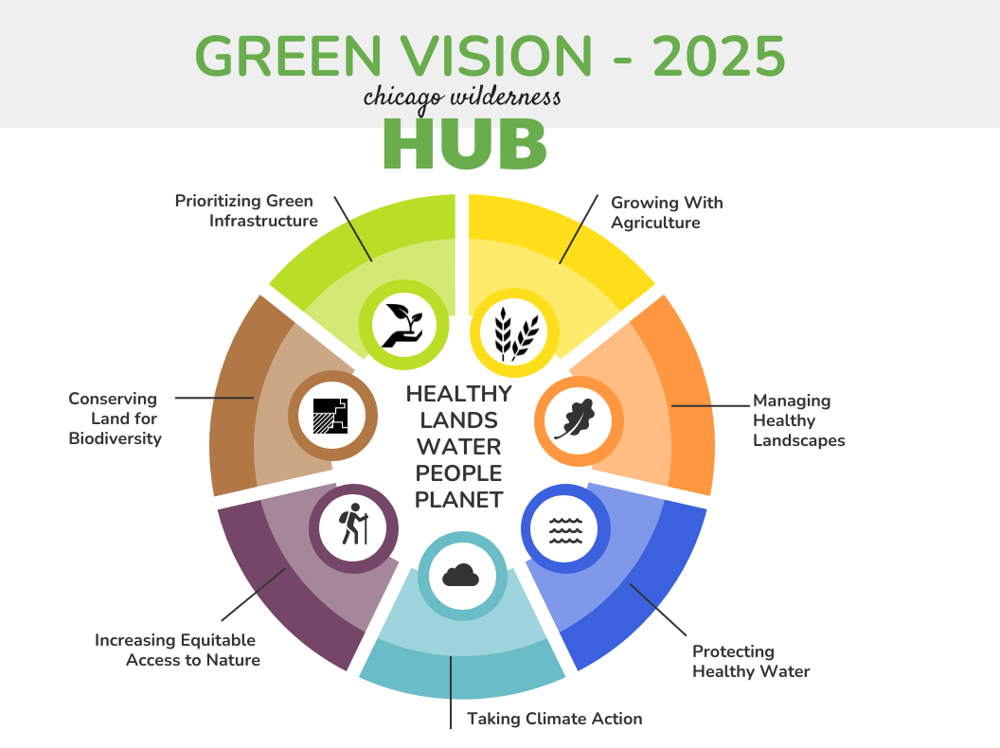 GREEN VISION - 2025
chicago wilderness
HUB
Prioritizing Green
Infrastructure
Growing With
Agriculture
Conserving
Land for
Biodiversity
HEALTHY
LANDS
WATER
PEOPLE
PLANET
Managing
Healthy
Landscapes
Increasing Equitable
Access to Nature
Protecting
Healthy Water
Taking Climate Action